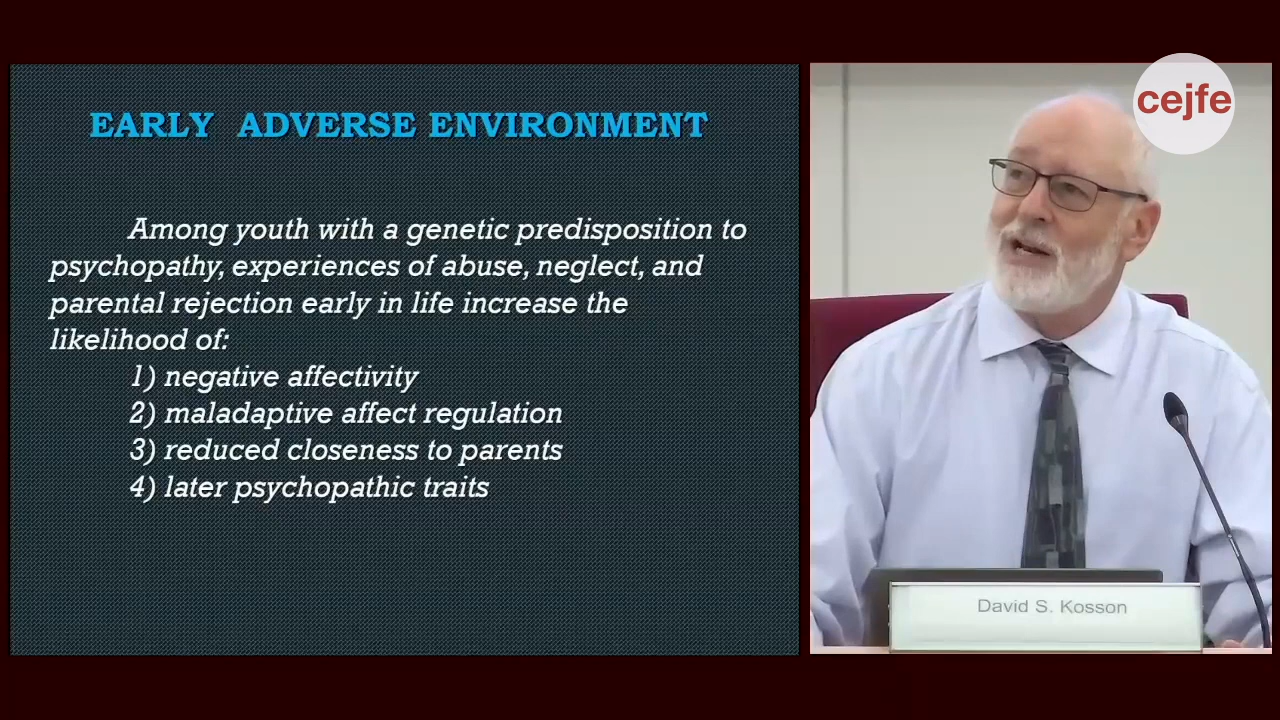 EARLY ADVERSE ENVIRONMENT
Among youth with a genetic predisposition to
psychopathy, experiences of abuse, neglect, and
parental rejection early in life increase the
likelihood of:
1) negative affectivity
2) maladaptive affect regulation
3) reduced closeness to parents
4) later psychopathic traits
cejfe
David S. Kosson